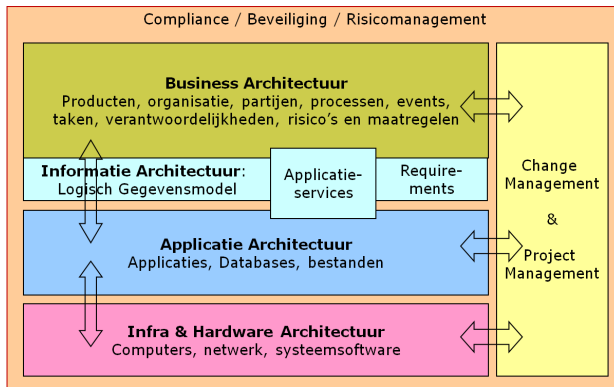 Compliance / Beveiliging / Risicomanagement
Business Architectuur
Producten, organisatie, partijen, processen, events,
taken, verantwoordelijkheden, risico's en maatregelen
Informatie Architectuur:
Logisch Gegevensmodel
Applicatie-
services
Require-
ments
Applicatie Architectuur
Applicaties, Databases, bestanden
Infra & Hardware Architectuur
Computers, netwerk, systeemsoftware
Change
Management
&
Project
Management